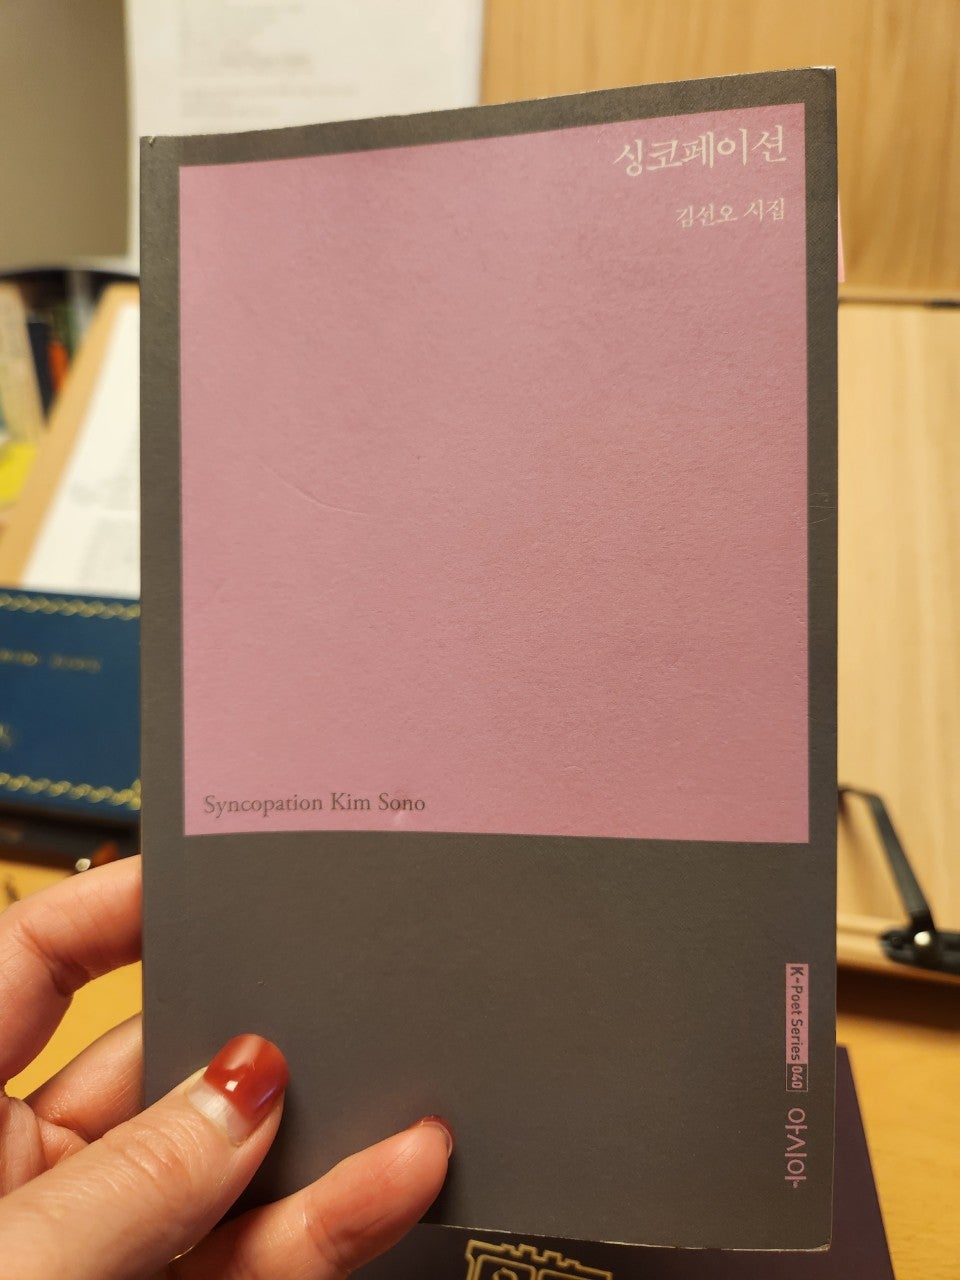 싱코페이션
김선오 시집
Syncopation Kim Sono
K-Poet Series 040
아시아